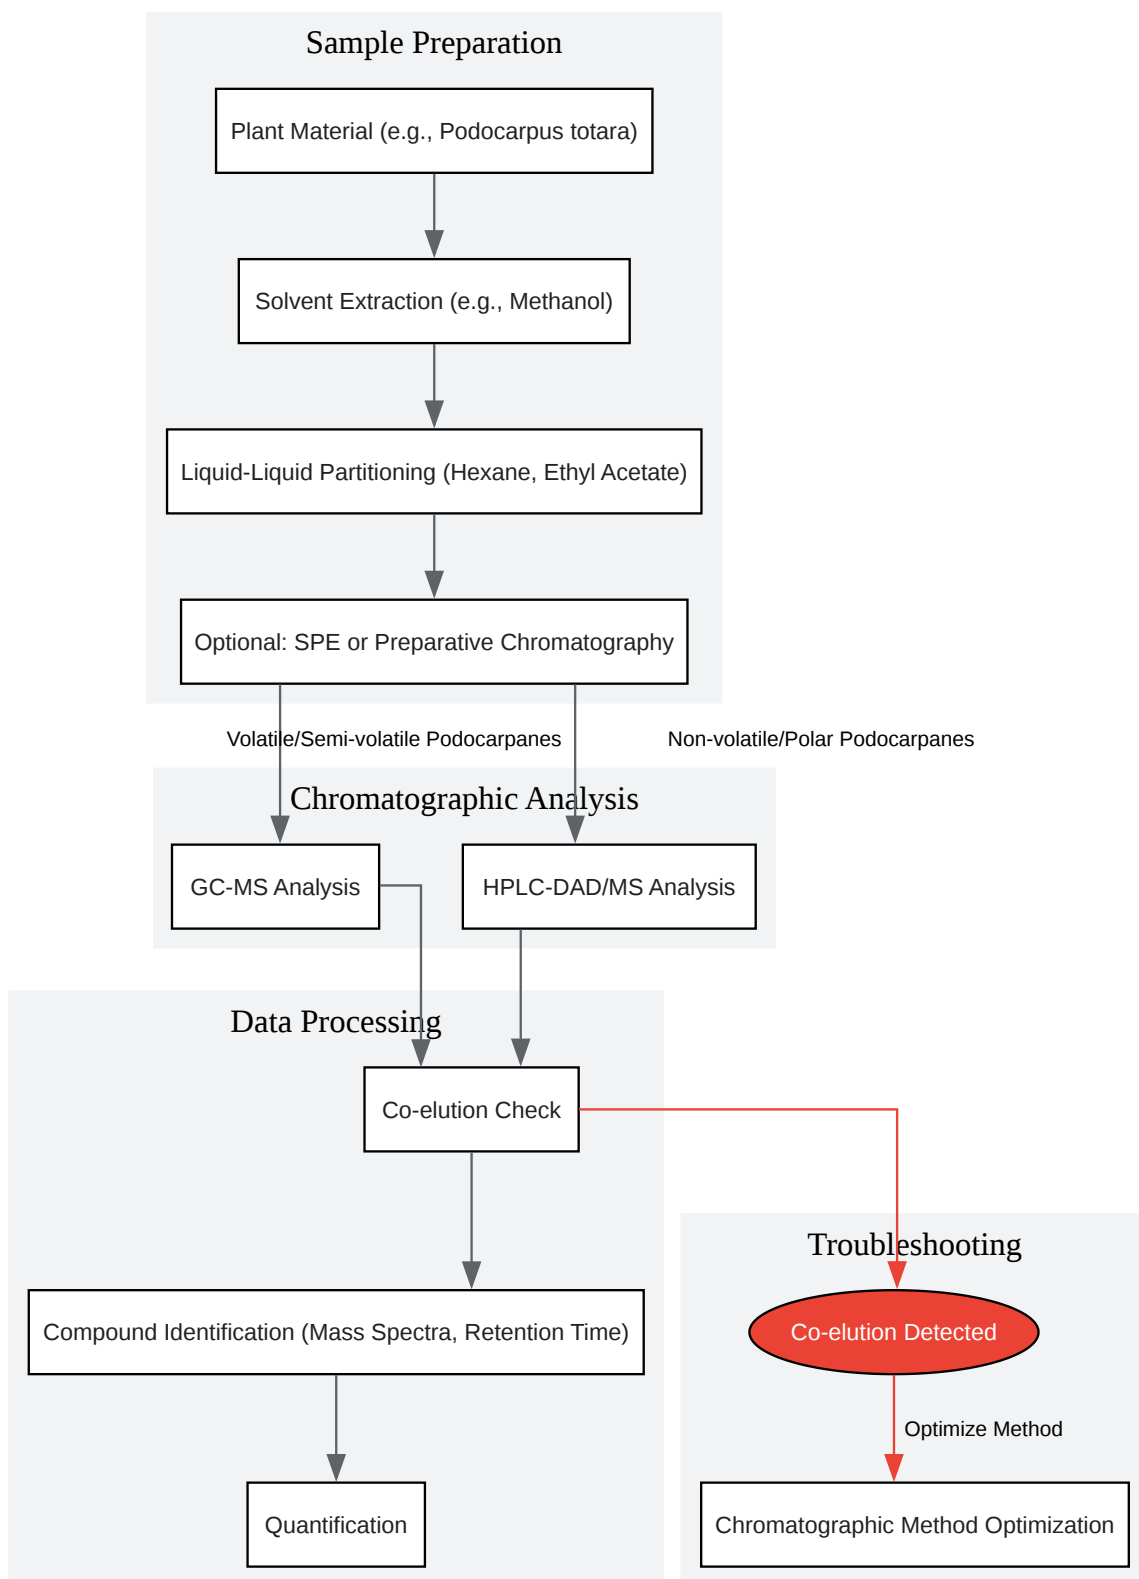 Sample Preparation
Plant Material (e.g., Podocarpus totara)
Solvent Extraction (e.g., Methanol)
Liquid-Liquid Partitioning (Hexane, Ethyl Acetate)
Optional: SPE or Preparative Chromatography
Volatile/Semi-volatile Podocarpanes
Non-volatile/Polar Podocarpanes
Chromatographic Analysis
GC-MS Analysis
HPLC-DAD/MS Analysis
Data Processing
Co-elution Check
Troubleshooting
Compound Identification (Mass Spectra, Retention Time)
Co-elution Detected
Optimize Method
Quantification
Chromatographic Method Optimization